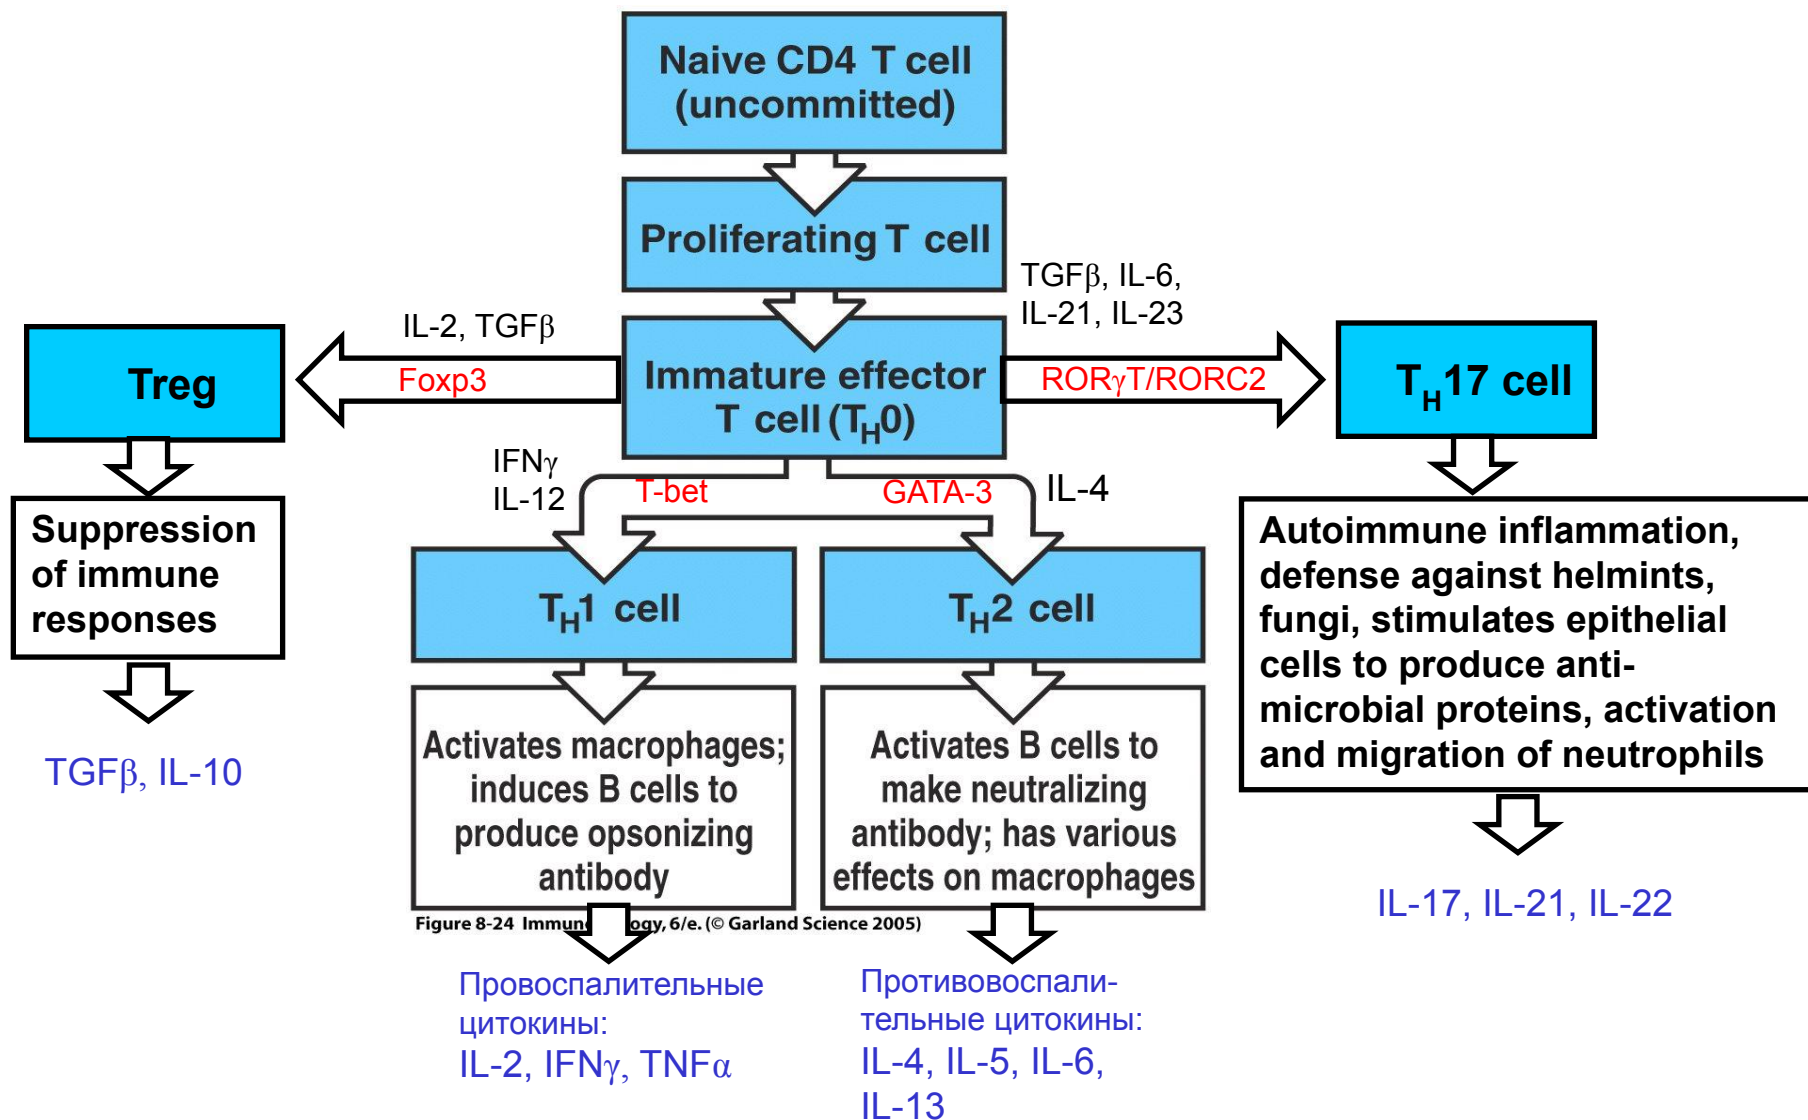 Naive CD4 T cell
(uncommitted)
Proliferating T cell
TGFβ, IL-6,
IL-21, IL-23
IL-2, TGFβ
Treg
Foxp3
Immature effector
T cell (TH0)
RORγT/RORC2
TH17 cell
IFNγ
IL-12
T-bet
GATA-3
IL-4
Suppression
of immune
responses
TH1 cell
TH2 cell
Autoimmune inflammation,
defense against helmints,
fungi, stimulates epithelial
cells to produce anti-
microbial proteins, activation
and migration of neutrophils
TGFβ, IL-10
Activates macrophages;
induces B cells to
produce opsonizing
antibody
Activates B cells to
make neutralizing
antibody; has various
effects on macrophages
IL-17, IL-21, IL-22
Figure 8-24 Immun ogy, 6/e. (© Garland Science 2005)
Провоспалительные
цитокины:
IL-2, IFNγ, TNFα
Противовоспали-
тельные цитокины:
IL-4, IL-5, IL-6,
IL-13